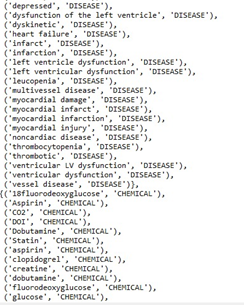 ('depressed', 'DISEASE'),
('dysfunction of the left ventricle', 'DISEASE'),
('dyskinetic', 'DISEASE'),
('heart failure', 'DISEASE'),
('infarct', 'DISEASE'),
('infarction', 'DISEASE'),
('left ventricle dysfunction', 'DISEASE'),
('left ventricular dysfunction', 'DISEASE'),
('leucopenia', 'DISEASE'),
('multivessel disease', 'DISEASE'),
('myocardial damage', 'DISEASE'),
('myocardial infarct', 'DISEASE'),
('myocardial infarction', 'DISEASE'),
('myocardial injury', 'DISEASE'),
('noncardiac disease', 'DISEASE'),
('thrombocytopenia', 'DISEASE'),
('thrombotic', 'DISEASE'),
('ventricular LV dysfunction', 'DISEASE'),
('ventricular dysfunction', 'DISEASE'),
('vessel disease', 'DISEASE')},
{('18fluorodeoxyglucose', 'CHEMICAL'),
('Aspirin', 'CHEMICAL'),
('CO2', 'CHEMICAL'),
('DOI', 'CHEMICAL'),
('Dobutamine', 'CHEMICAL'),
('Statin', 'CHEMICAL'),
('aspirin', 'CHEMICAL'),
('clopidogrel', 'CHEMICAL'),
('creatine', 'CHEMICAL'),
('dobutamine', 'CHEMICAL'),
('fluorodeoxyglucose', 'CHEMICAL'),
('glucose', 'CHEMICAL'),